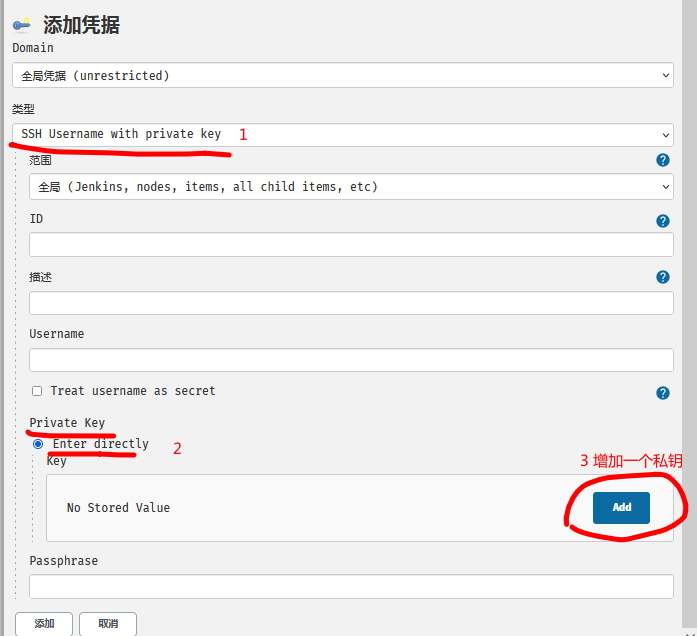 添加凭据
Domain
全局凭据 (unrestricted)
类型
SSH Username with private key 1
范围
全局 (Jenkins, nodes, items, all child items, etc)
ID
描述
Username
Treat username as secret
Private Key
Enter directly 2
Key
3 增加一个私钥
No Stored Value Add
Passphrase
添加 取消